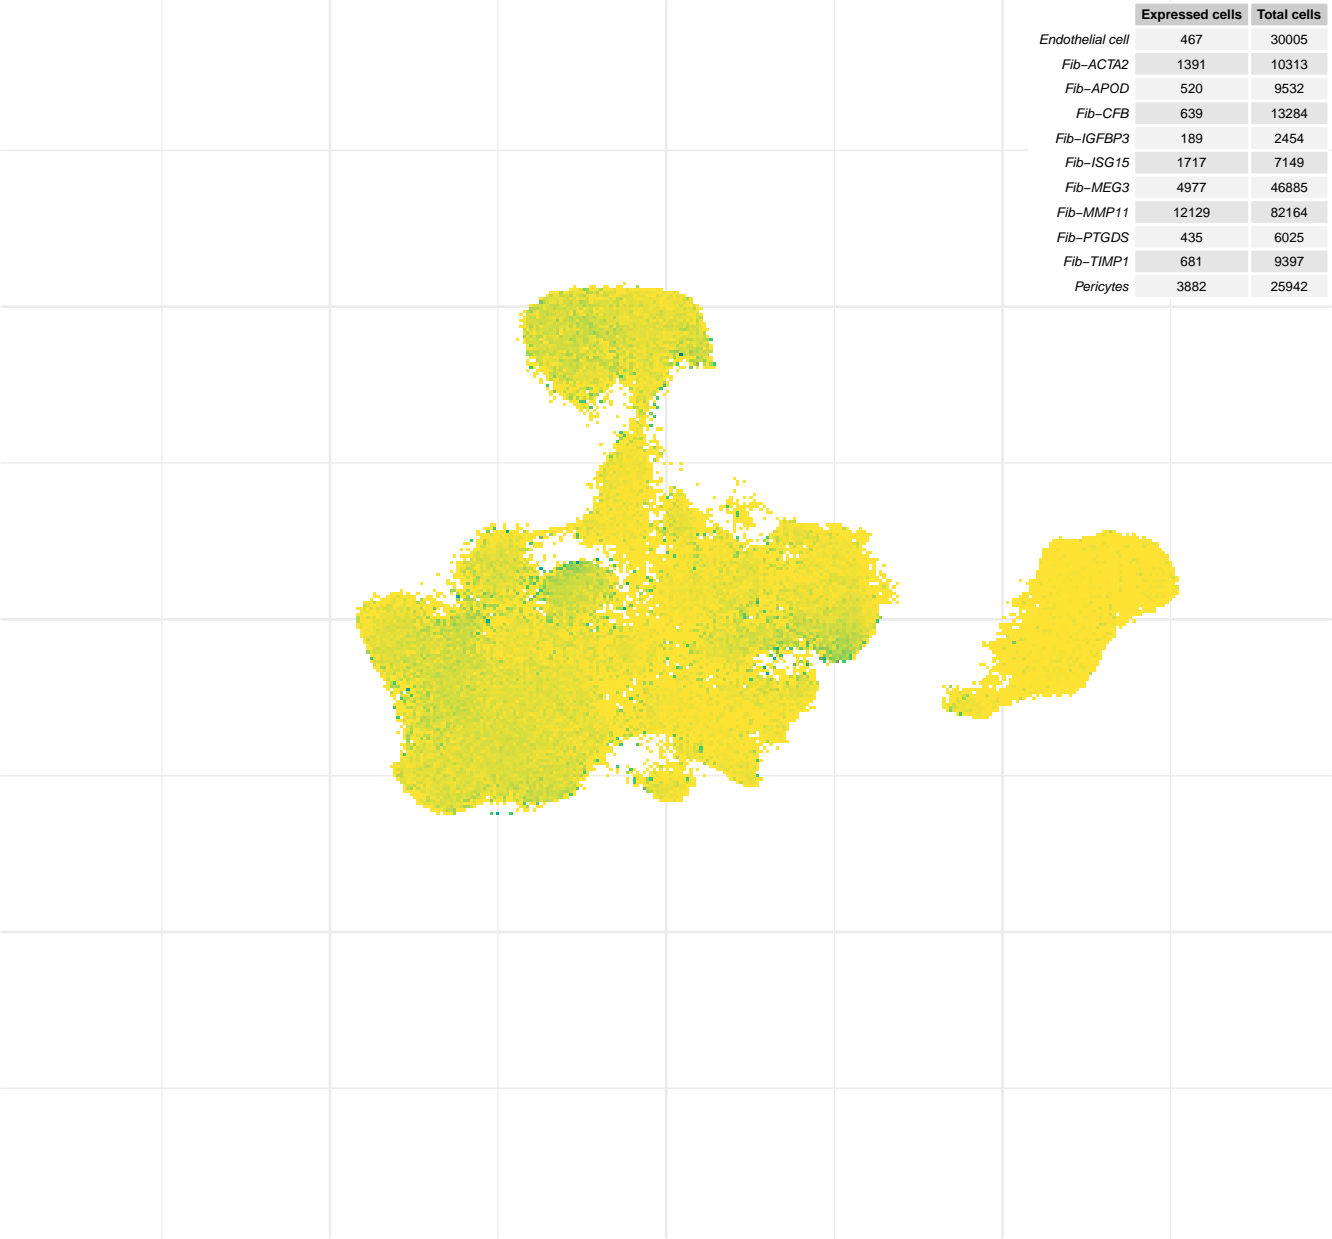 Expressed cells Total cells
Endothelial cell 467 30005
Fib−ACTA2 1391 10313
Fib−APOD 520 9532
Fib−CFB 639 13284
Fib−IGFBP3 189 2454
Fib−ISG15 1717 7149
Fib−MEG3 4977 46885
Fib−MMP11 12129 82164
Fib−PTGDS 435 6025
Fib−TIMP1 681 9397
Pericytes 3882 25942